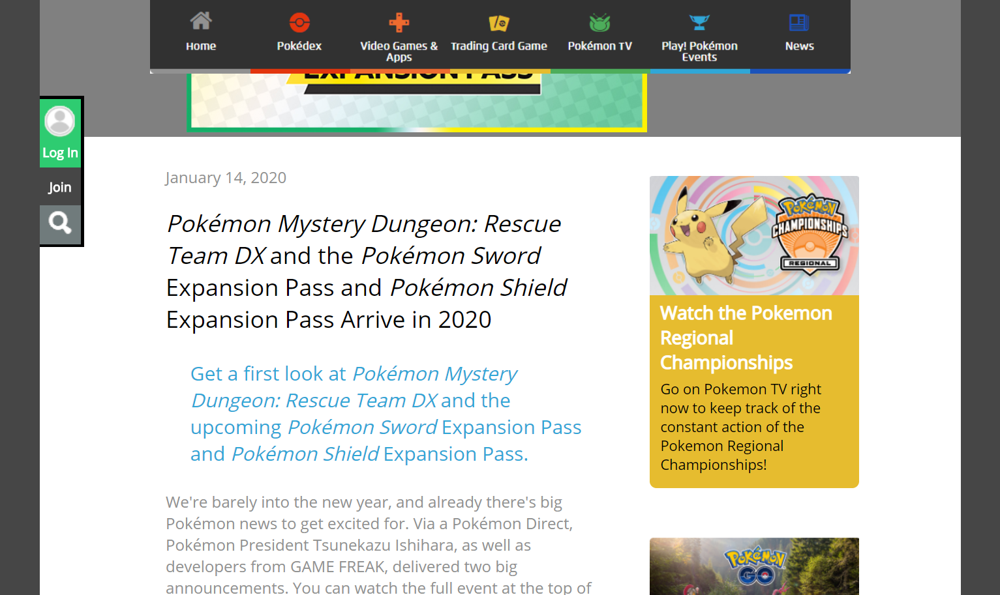 Home
Pokédex
Video Games &
Apps
Trading Card Game
Pokémon TV
Play! Pokémon
Events
News
EXPANSION PASS
Log In
Join
January 14, 2020
Pokémon Mystery Dungeon: Rescue
Team DX and the Pokémon Sword
Expansion Pass and Pokémon Shield
Expansion Pass Arrive in 2020
Get a first look at Pokémon Mystery
Dungeon: Rescue Team DX and the
upcoming Pokémon Sword Expansion Pass
and Pokémon Shield Expansion Pass.
We're barely into the new year, and already there's big
Pokémon news to get excited for. Via a Pokémon Direct,
Pokémon President Tsunekazu Ishihara, as well as
developers from GAME FREAK, delivered two big
announcements. You can watch the full event at the top of
Pokémon
CHAMPIONSHIPS
REGIONAL
Watch the Pokemon
Regional
Championships
Go on Pokemon TV right
now to keep track of the
constant action of the
Pokemon Regional
Championships!
Pokémon
GO